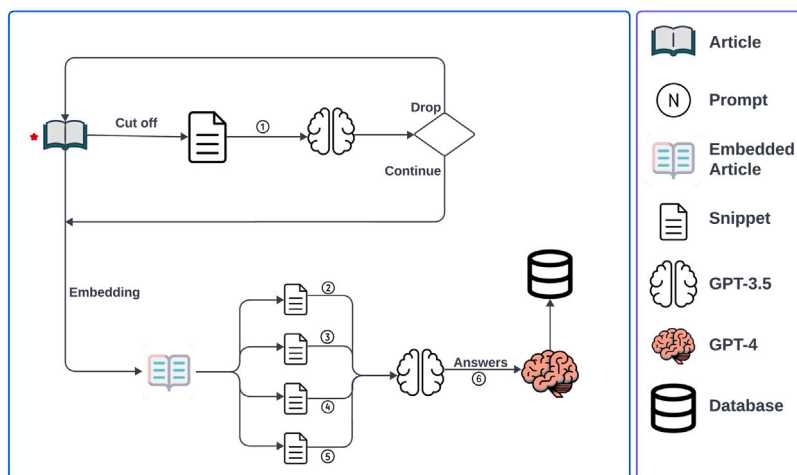 Drop
Cut off
①
Continue
Embedding
②
③
④
⑤
Answers
⑥
Article
N
Prompt
Embedded
Article
Snippet
GPT-3.5
GPT-4
Database